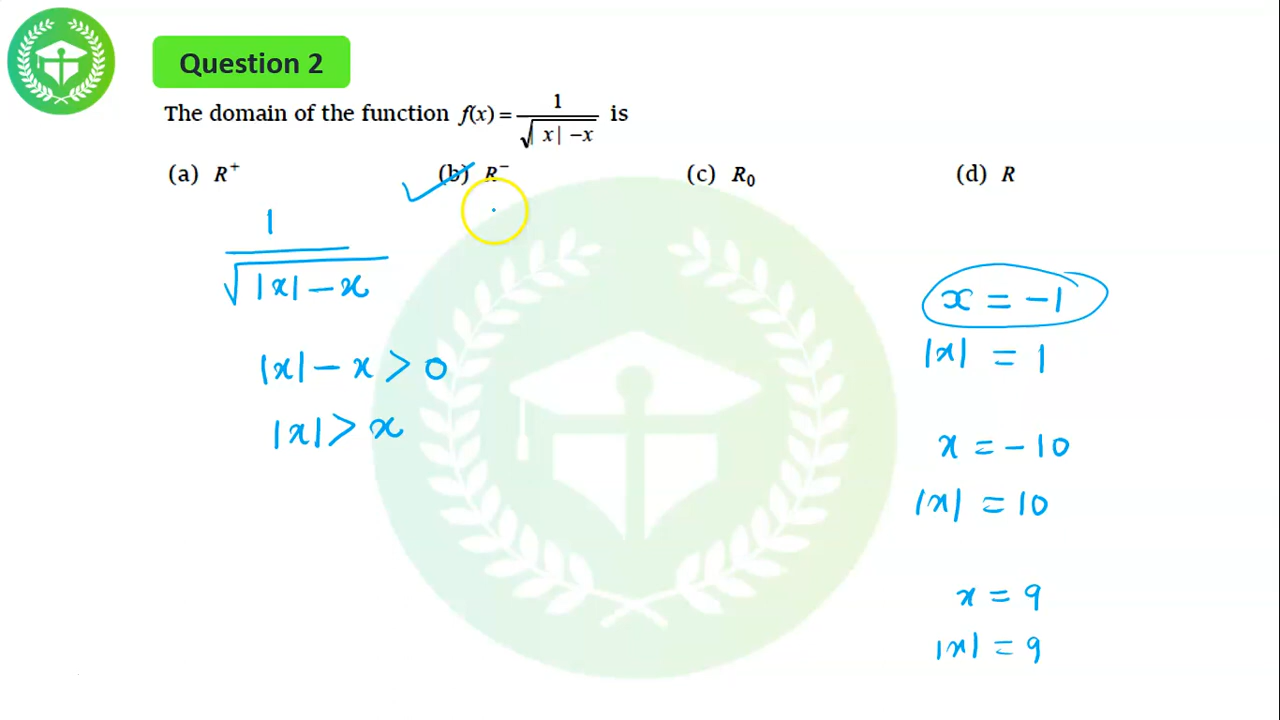 Question 2
The domain of the function f(x) = 1/√|x|−x is
(a) R⁺ (b) R⁻ (c) R₀ (d) R
1/√|x|−x
|x|−x>0
|x|>x
x = −1
|x| = 1
x = −10
|x| = 10
x = 9
|x| = 9